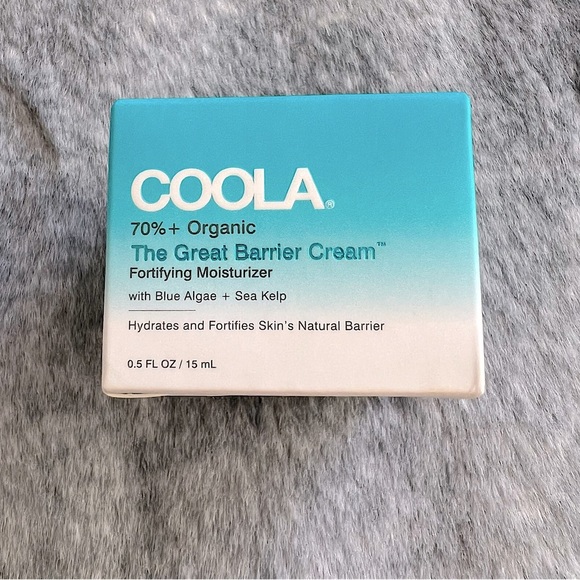 COOLA®
70%+ Organic
The Great Barrier Cream™
Fortifying Moisturizer
with Blue Algae + Sea Kelp
Hydrates and Fortifies Skin's Natural Barrier
0.5 FL OZ / 15 mL